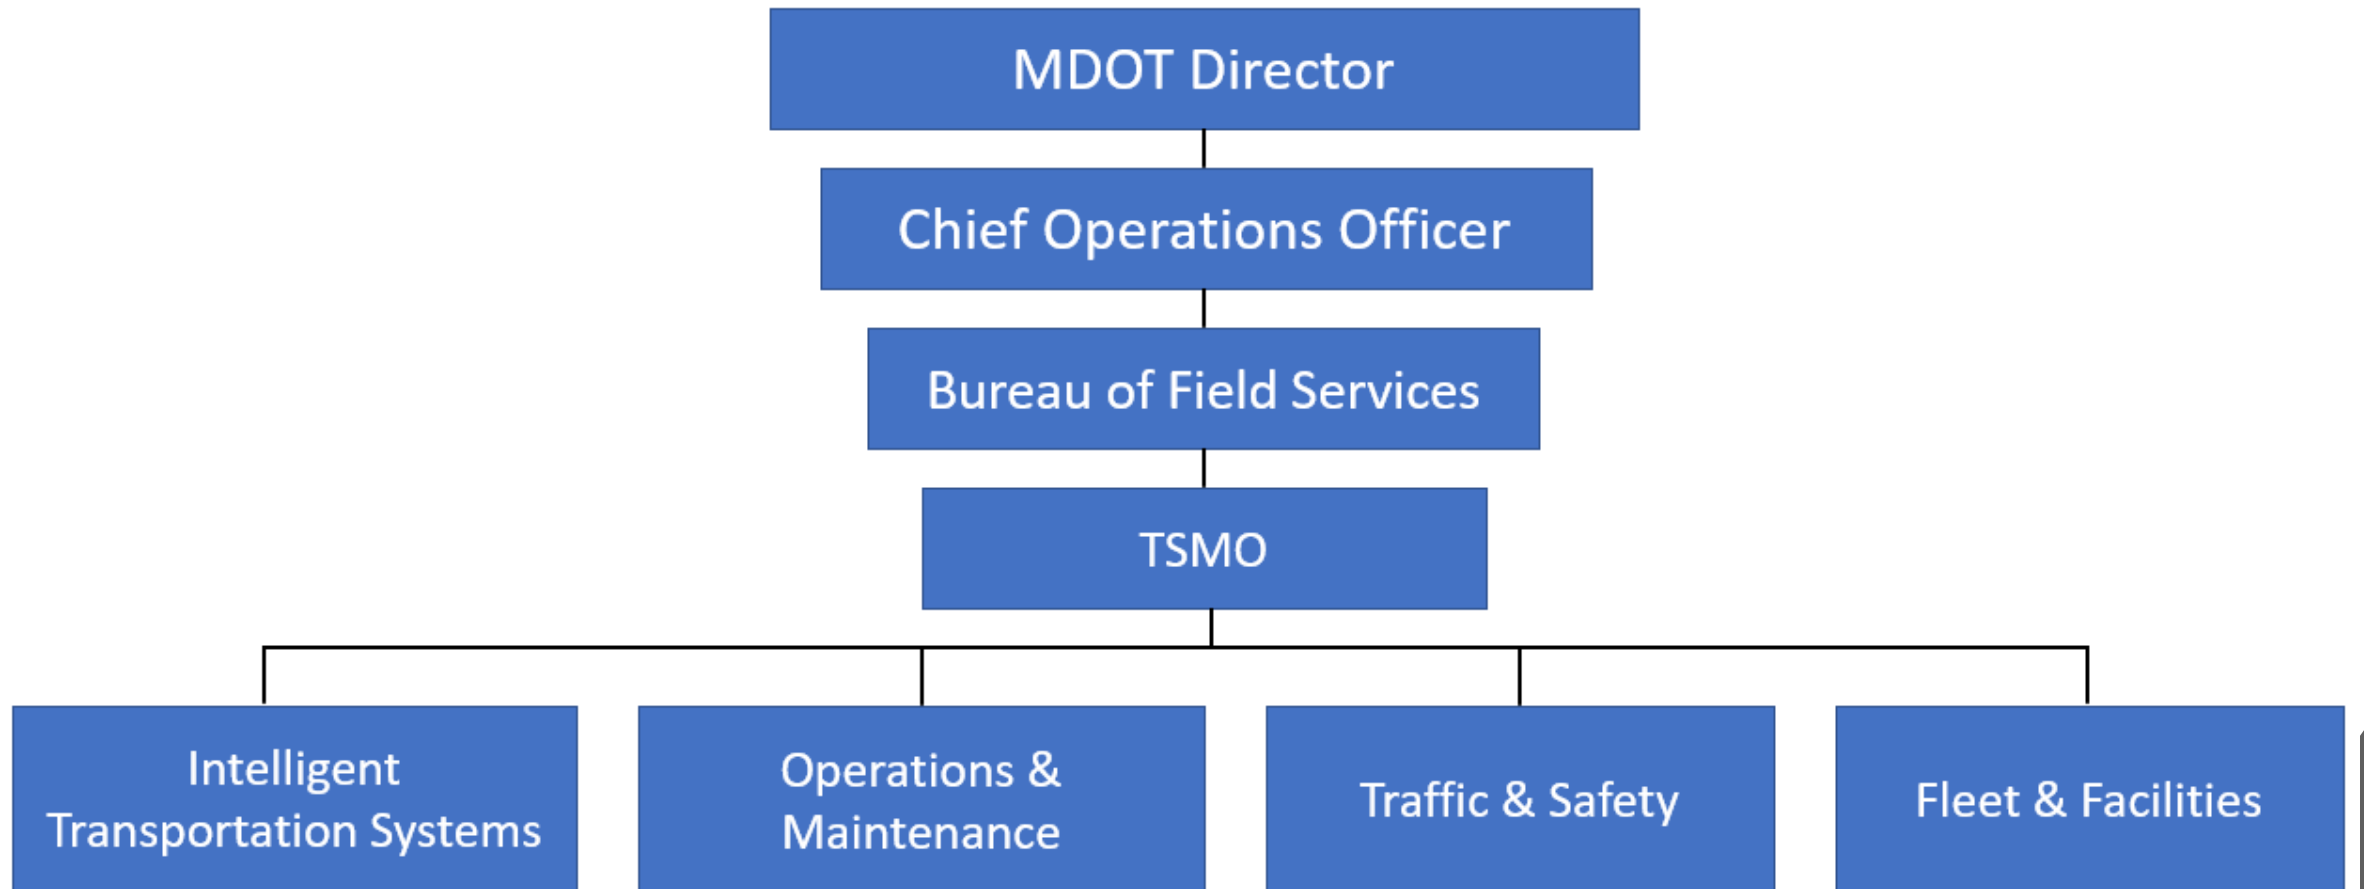 MDOT Director
Chief Operations Officer
Bureau of Field Services
TSMO
Intelligent
Transportation Systems
Operations &
Maintenance
Traffic & Safety
Fleet & Facilities